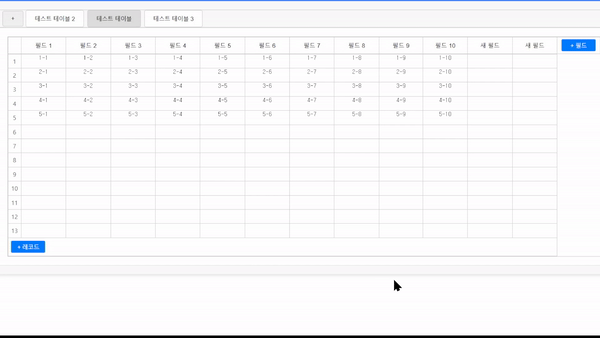 + 테스트 테이블 2 테스트 테이블 테스트 테이블 3
필드 1 필드 2 필드 3 필드 4 필드 5 필드 6 필드 7 필드 8 필드 9 필드 10 새 필드 새 필드 + 필드
1 1-1 1-2 1-3 1-4 1-5 1-6 1-7 1-8 1-9 1-10
2 2-1 2-2 2-3 2-4 2-5 2-6 2-7 2-8 2-9 2-10
3 3-1 3-2 3-3 3-4 3-5 3-6 3-7 3-8 3-9 3-10
4 4-1 4-2 4-3 4-4 4-5 4-6 4-7 4-8 4-9 4-10
5 5-1 5-2 5-3 5-4 5-5 5-6 5-7 5-8 5-9 5-10
6
7
8
9
10
11
12
13
+ 레코드